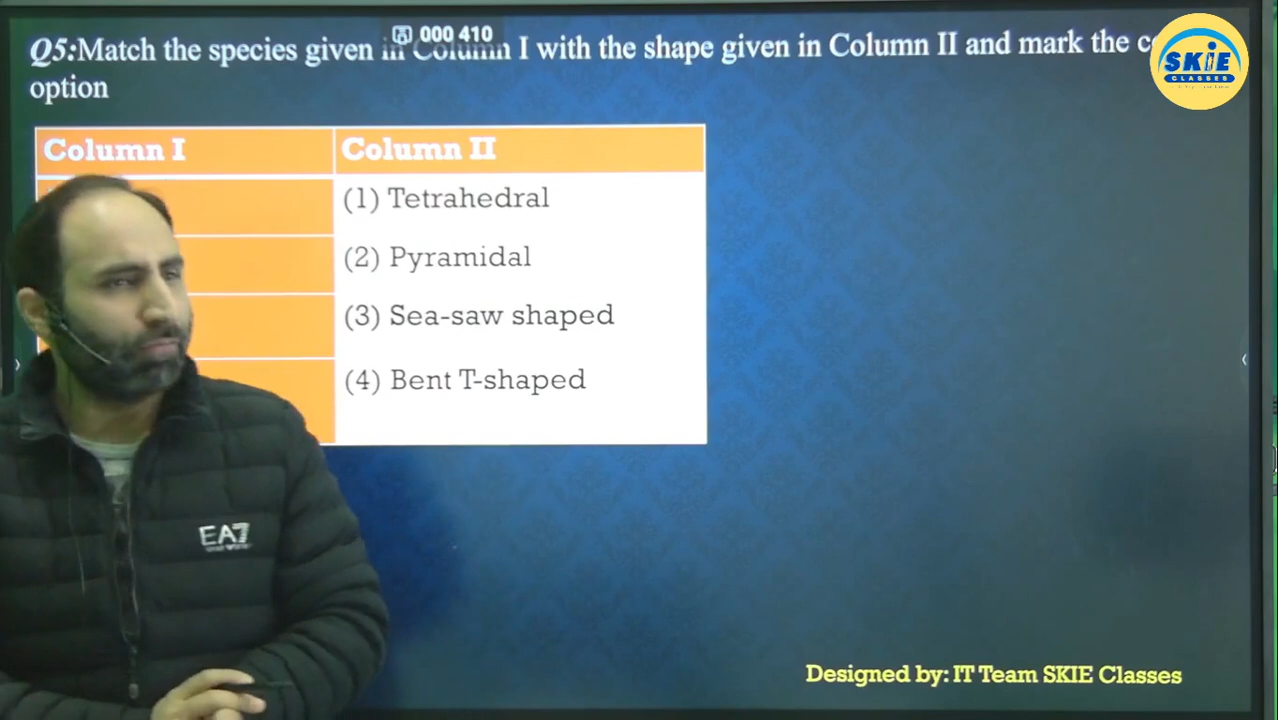 000 410
Q5:Match the species given in Column I with the shape given in Column II and mark the
option
SKiE
CLASSES
Column I
Column II
(1) Tetrahedral
(2) Pyramidal
(3) Sea-saw shaped
(4) Bent T-shaped
EA7
Designed by: IT Team SKIE Classes